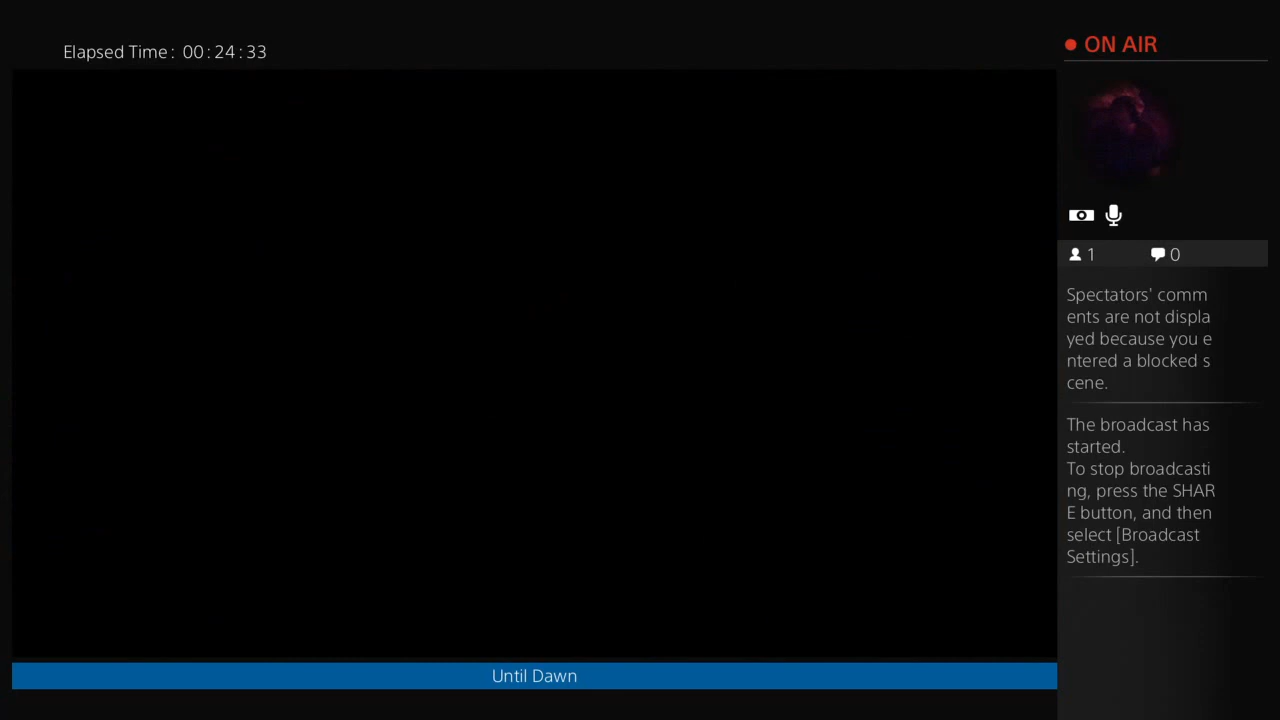 Elapsed Time: 00:24:33
ON AIR
1 0
Spectators' comm
ents are not displa
yed because you e
ntered a blocked s
cene.
The broadcast has
started.
To stop broadcasti
ng, press the SHAR
E button, and then
select [Broadcast
Settings].
Until Dawn